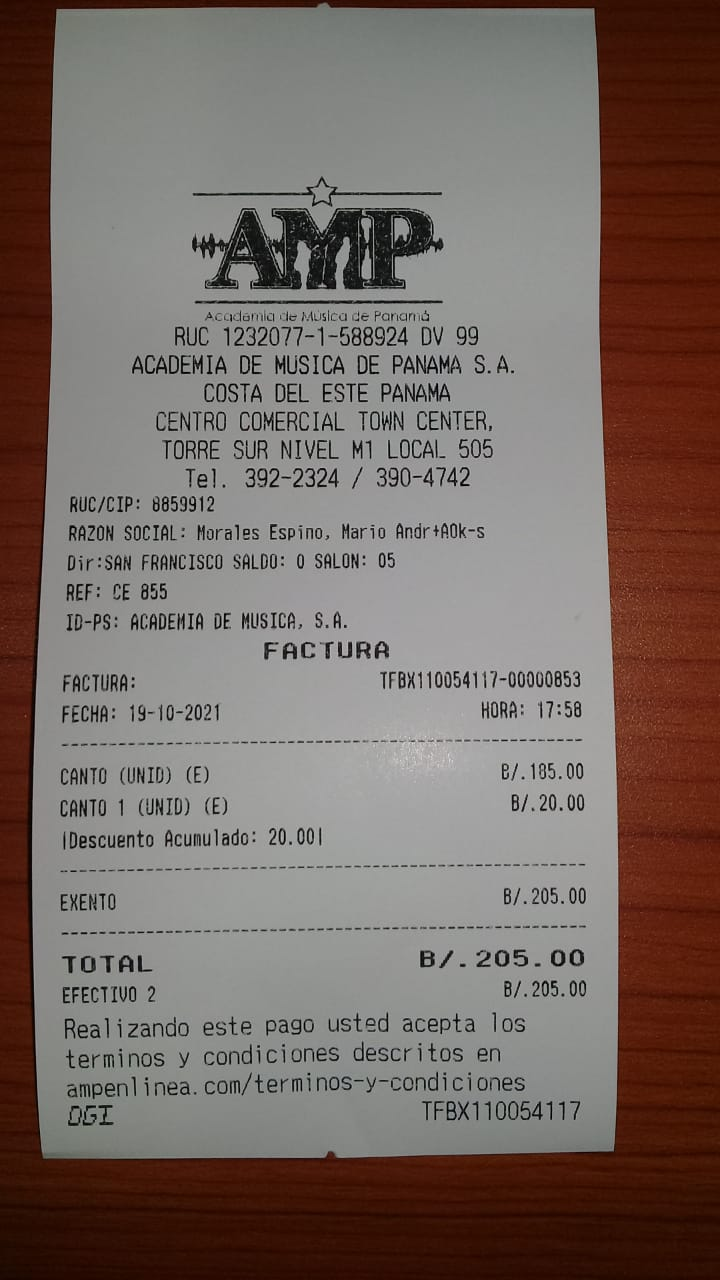 AMP
Academia de Música de Panamá
RUC 1232077-1-588924 DV 99
ACADEMIA DE MUSICA DE PANAMA S.A.
COSTA DEL ESTE PANAMA
CENTRO COMERCIAL TOWN CENTER,
TORRE SUR NIVEL M1 LOCAL 505
Tel. 392-2324 / 390-4742
RUC/CIP: 8859912
RAZON SOCIAL: Morales Espino, Mario Andr+AOk-s
Dir:SAN FRANCISCO SALDO: 0 SALON: 05
REF: CE 855
ID-PS: ACADEMIA DE MUSICA, S.A.
FACTURA
FACTURA: TFBX110054117-00000853
FECHA: 19-10-2021 HORA: 17:58
CANTO (UNID) (E) B/.185.00
CANTO 1 (UNID) (E) B/.20.00
|Descuento Acumulado: 20.00|
EXENTO B/.205.00
TOTAL B/.205.00
EFECTIVO 2 B/.205.00
Realizando este pago usted acepta los
terminos y condiciones descritos en
ampenlinea.com/terminos-y-condiciones
DGI TFBX110054117